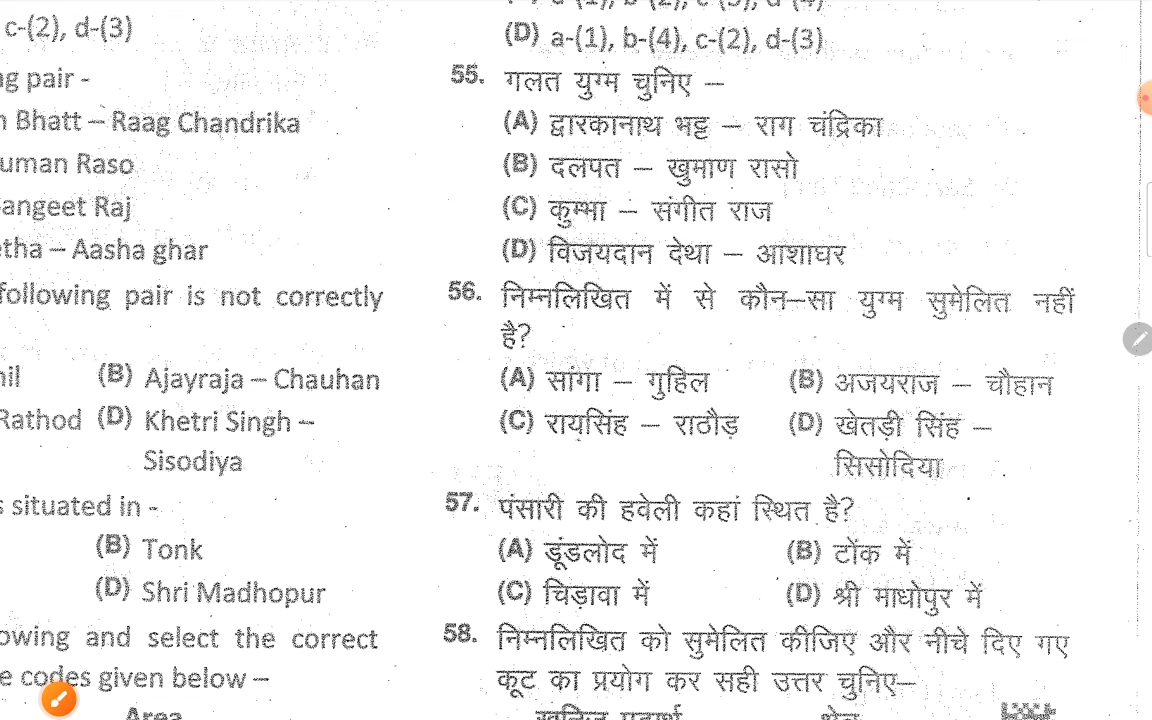 c-(2), d-(3)
g pair -
Bhatt – Raag Chandrika
uman Raso
angeet Raj
tha – Aasha ghar
following pair is not correctly
il (B) Ajayraja – Chauhan
Rathod (D) Khetri Singh –
Sisodiya
situated in -
(B) Tonk
(D) Shri Madhopur
owing and select the correct
e codes given below –
Area
(D) a-(1), b-(4), c-(2), d-(3)
55. गलत युग्म चुनिए –
(A) द्वारकानाथ भट्ट – राग चंद्रिका
(B) दलपत – खुमाण रासो
(C) कुम्भा – संगीत राज
(D) विजयदान देथा – आशाघर
56. निम्नलिखित में से कौन–सा युग्म सुमेलित नहीं
है?
(A) सांगा – गुहिल (B) अजयराज – चौहान
(C) रायसिंह – राठौड़ (D) खेतड़ी सिंह –
सिसोदिया
57. पंसारी की हवेली कहां स्थित है?
(A) डूंडलोद में (B) टोंक में
(C) चिड़ावा में (D) श्री माधोपुर में
58. निम्नलिखित को सुमेलित कीजिए और नीचे दिए गए
कूट का प्रयोग कर सही उत्तर चुनिए–